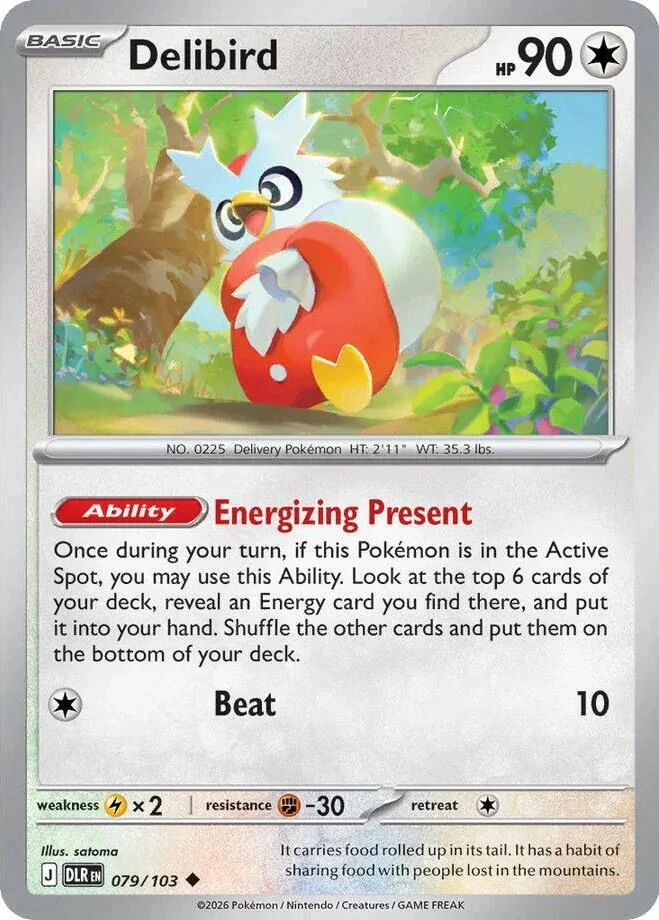 BASIC
Delibird
HP 90
NO. 0225 Delivery Pokémon HT: 2'11" WT: 35.3 lbs.
Ability Energizing Present
Once during your turn, if this Pokémon is in the Active
Spot, you may use this Ability. Look at the top 6 cards of
your deck, reveal an Energy card you find there, and put
it into your hand. Shuffle the other cards and put them on
the bottom of your deck.
Beat 10
weakness ×2 resistance -30 retreat
Illus. satoma
It carries food rolled up in its tail. It has a habit of
sharing food with people lost in the mountains.
J DLR EN 079/103
©2026 Pokémon / Nintendo / Creatures / GAME FREAK